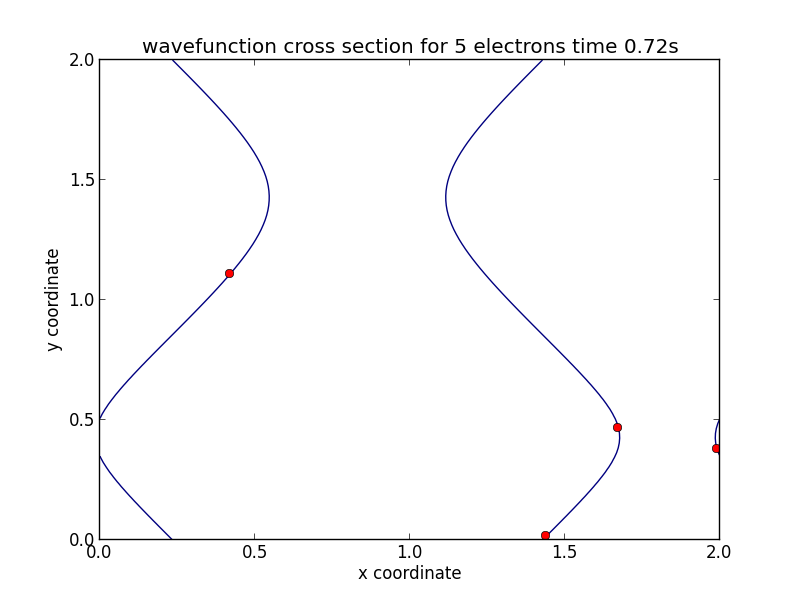 wavefunction cross section for 5 electrons time 0.72s
2.0
1.5
1.0
0.5
0.0
y coordinate
0.0 0.5 1.0 1.5 2.0
x coordinate